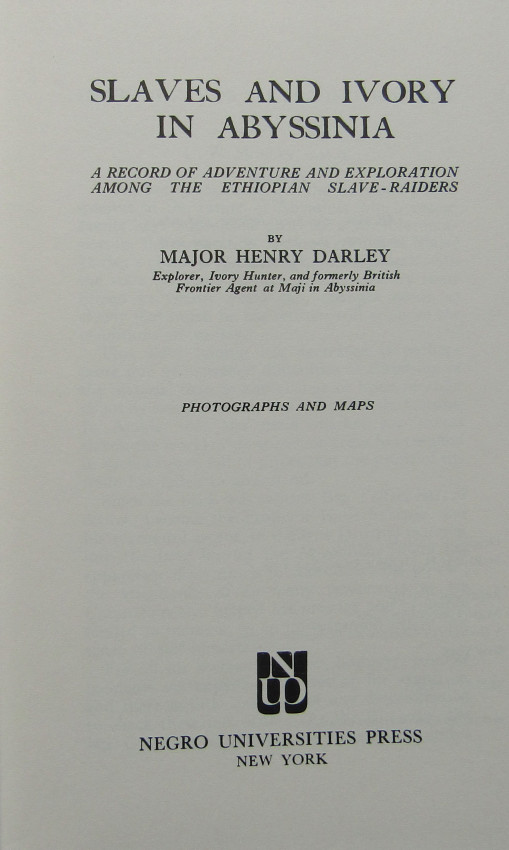 SLAVES AND IVORY
IN ABYSSINIA
A RECORD OF ADVENTURE AND EXPLORATION
AMONG THE ETHIOPIAN SLAVE-RAIDERS
BY
MAJOR HENRY DARLEY
Explorer, Ivory Hunter, and formerly British
Frontier Agent at Maji in Abyssinia
PHOTOGRAPHS AND MAPS
NUP
NEGRO UNIVERSITIES PRESS
NEW YORK